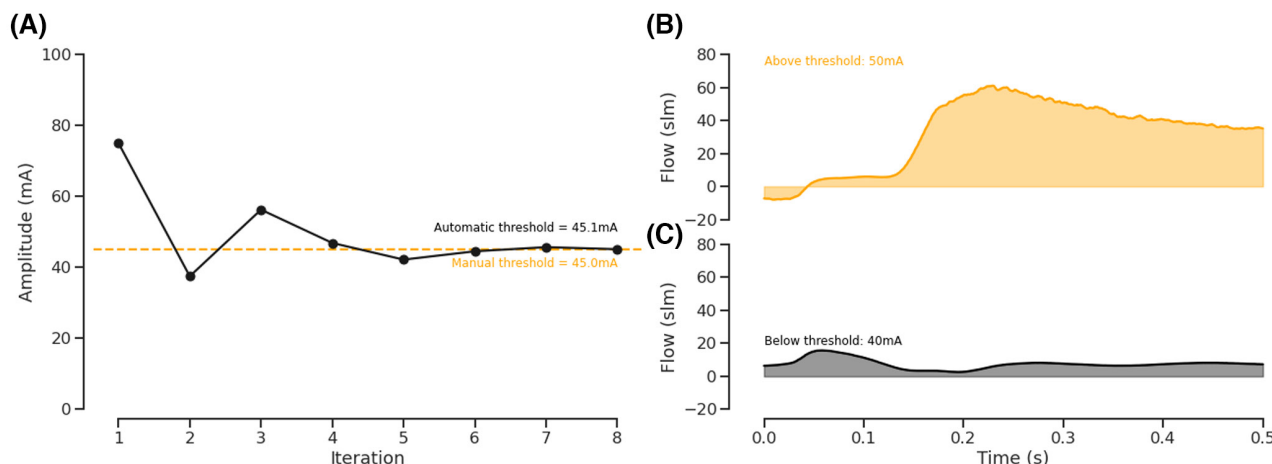 (A)
100
80
60
40
20
0
Amplitude (mA)
Automatic threshold = 45.1mA
Manual threshold = 45.0mA
1 2 3 4 5 6 7 8
Iteration
(B)
80
60
40
20
0
−20
Flow (slm)
Above threshold: 50mA
(C)
80
60
40
20
0
−20
Flow (slm)
Below threshold: 40mA
0.0 0.1 0.2 0.3 0.4 0.5
Time (s)